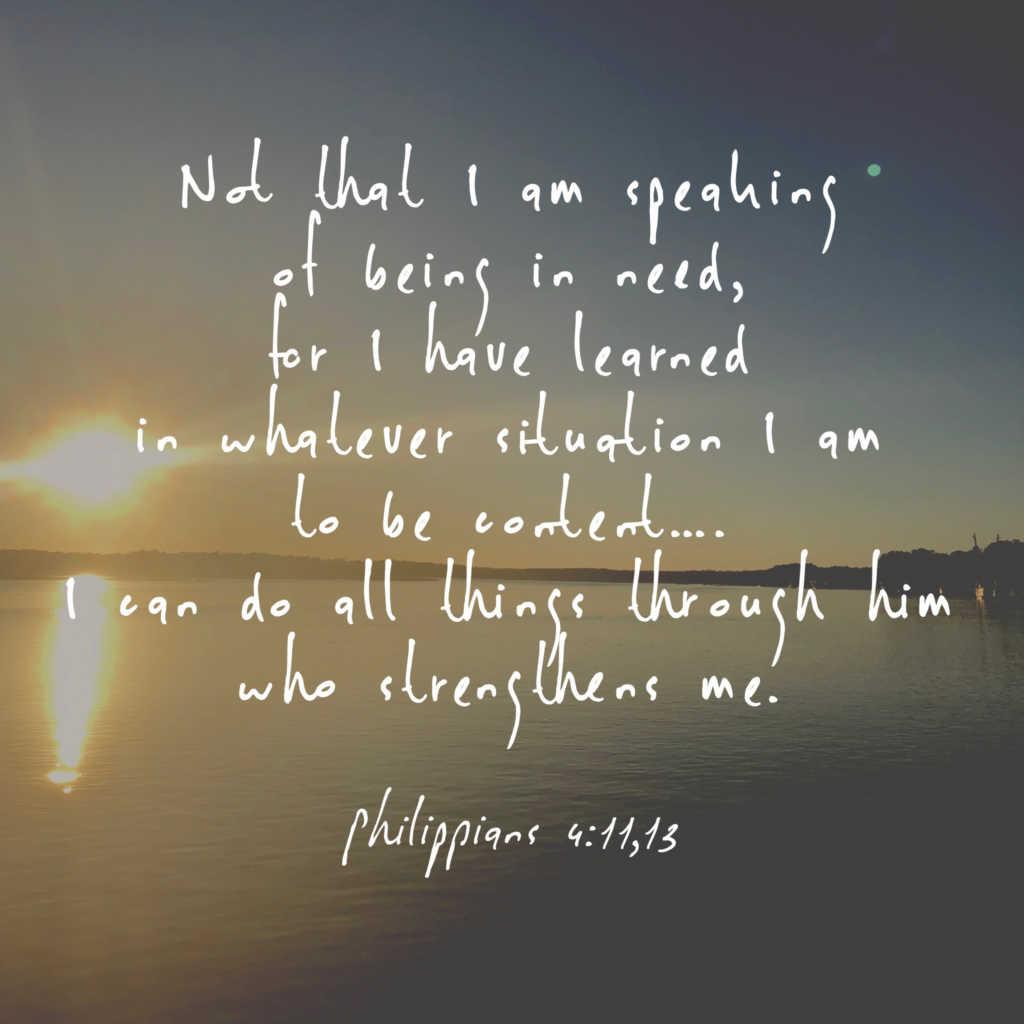 Not that I am speaking
of being in need,
for I have learned
in whatever situation I am
to be content....
I can do all things through him
who strengthens me.
philippians 4:11,13